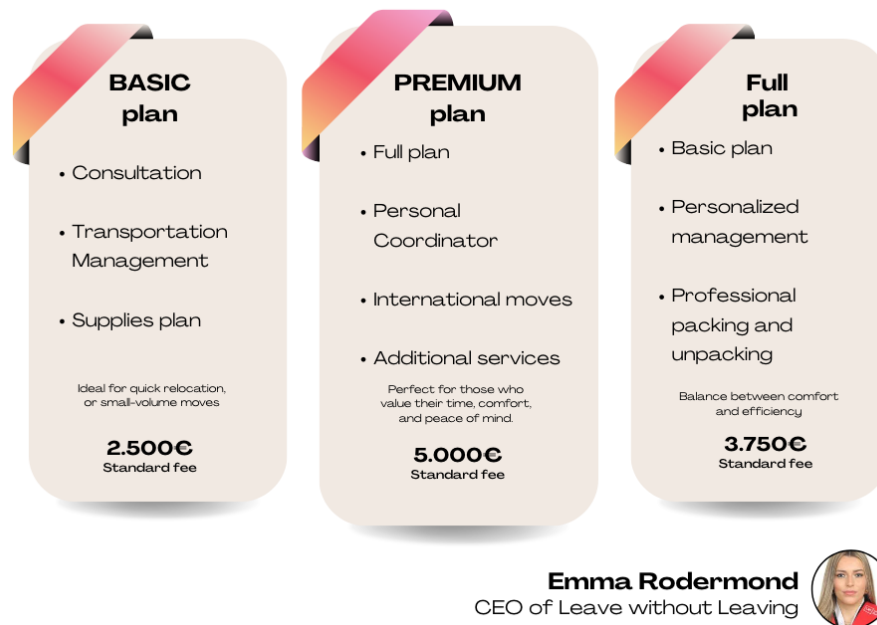 BASIC
plan
• Consultation
• Transportation
Management
• Supplies plan
Ideal for quick relocation,
or small-volume moves
2.500€
Standard fee
PREMIUM
plan
• Full plan
• Personal
Coordinator
• International moves
• Additional services
Perfect for those who
value their time, comfort,
and peace of mind.
5.000€
Standard fee
Full
plan
• Basic plan
• Personalized
management
• Professional
packing and
unpacking
Balance between comfort
and efficiency
3.750€
Standard fee
Emma Rodermond
CEO of Leave without Leaving